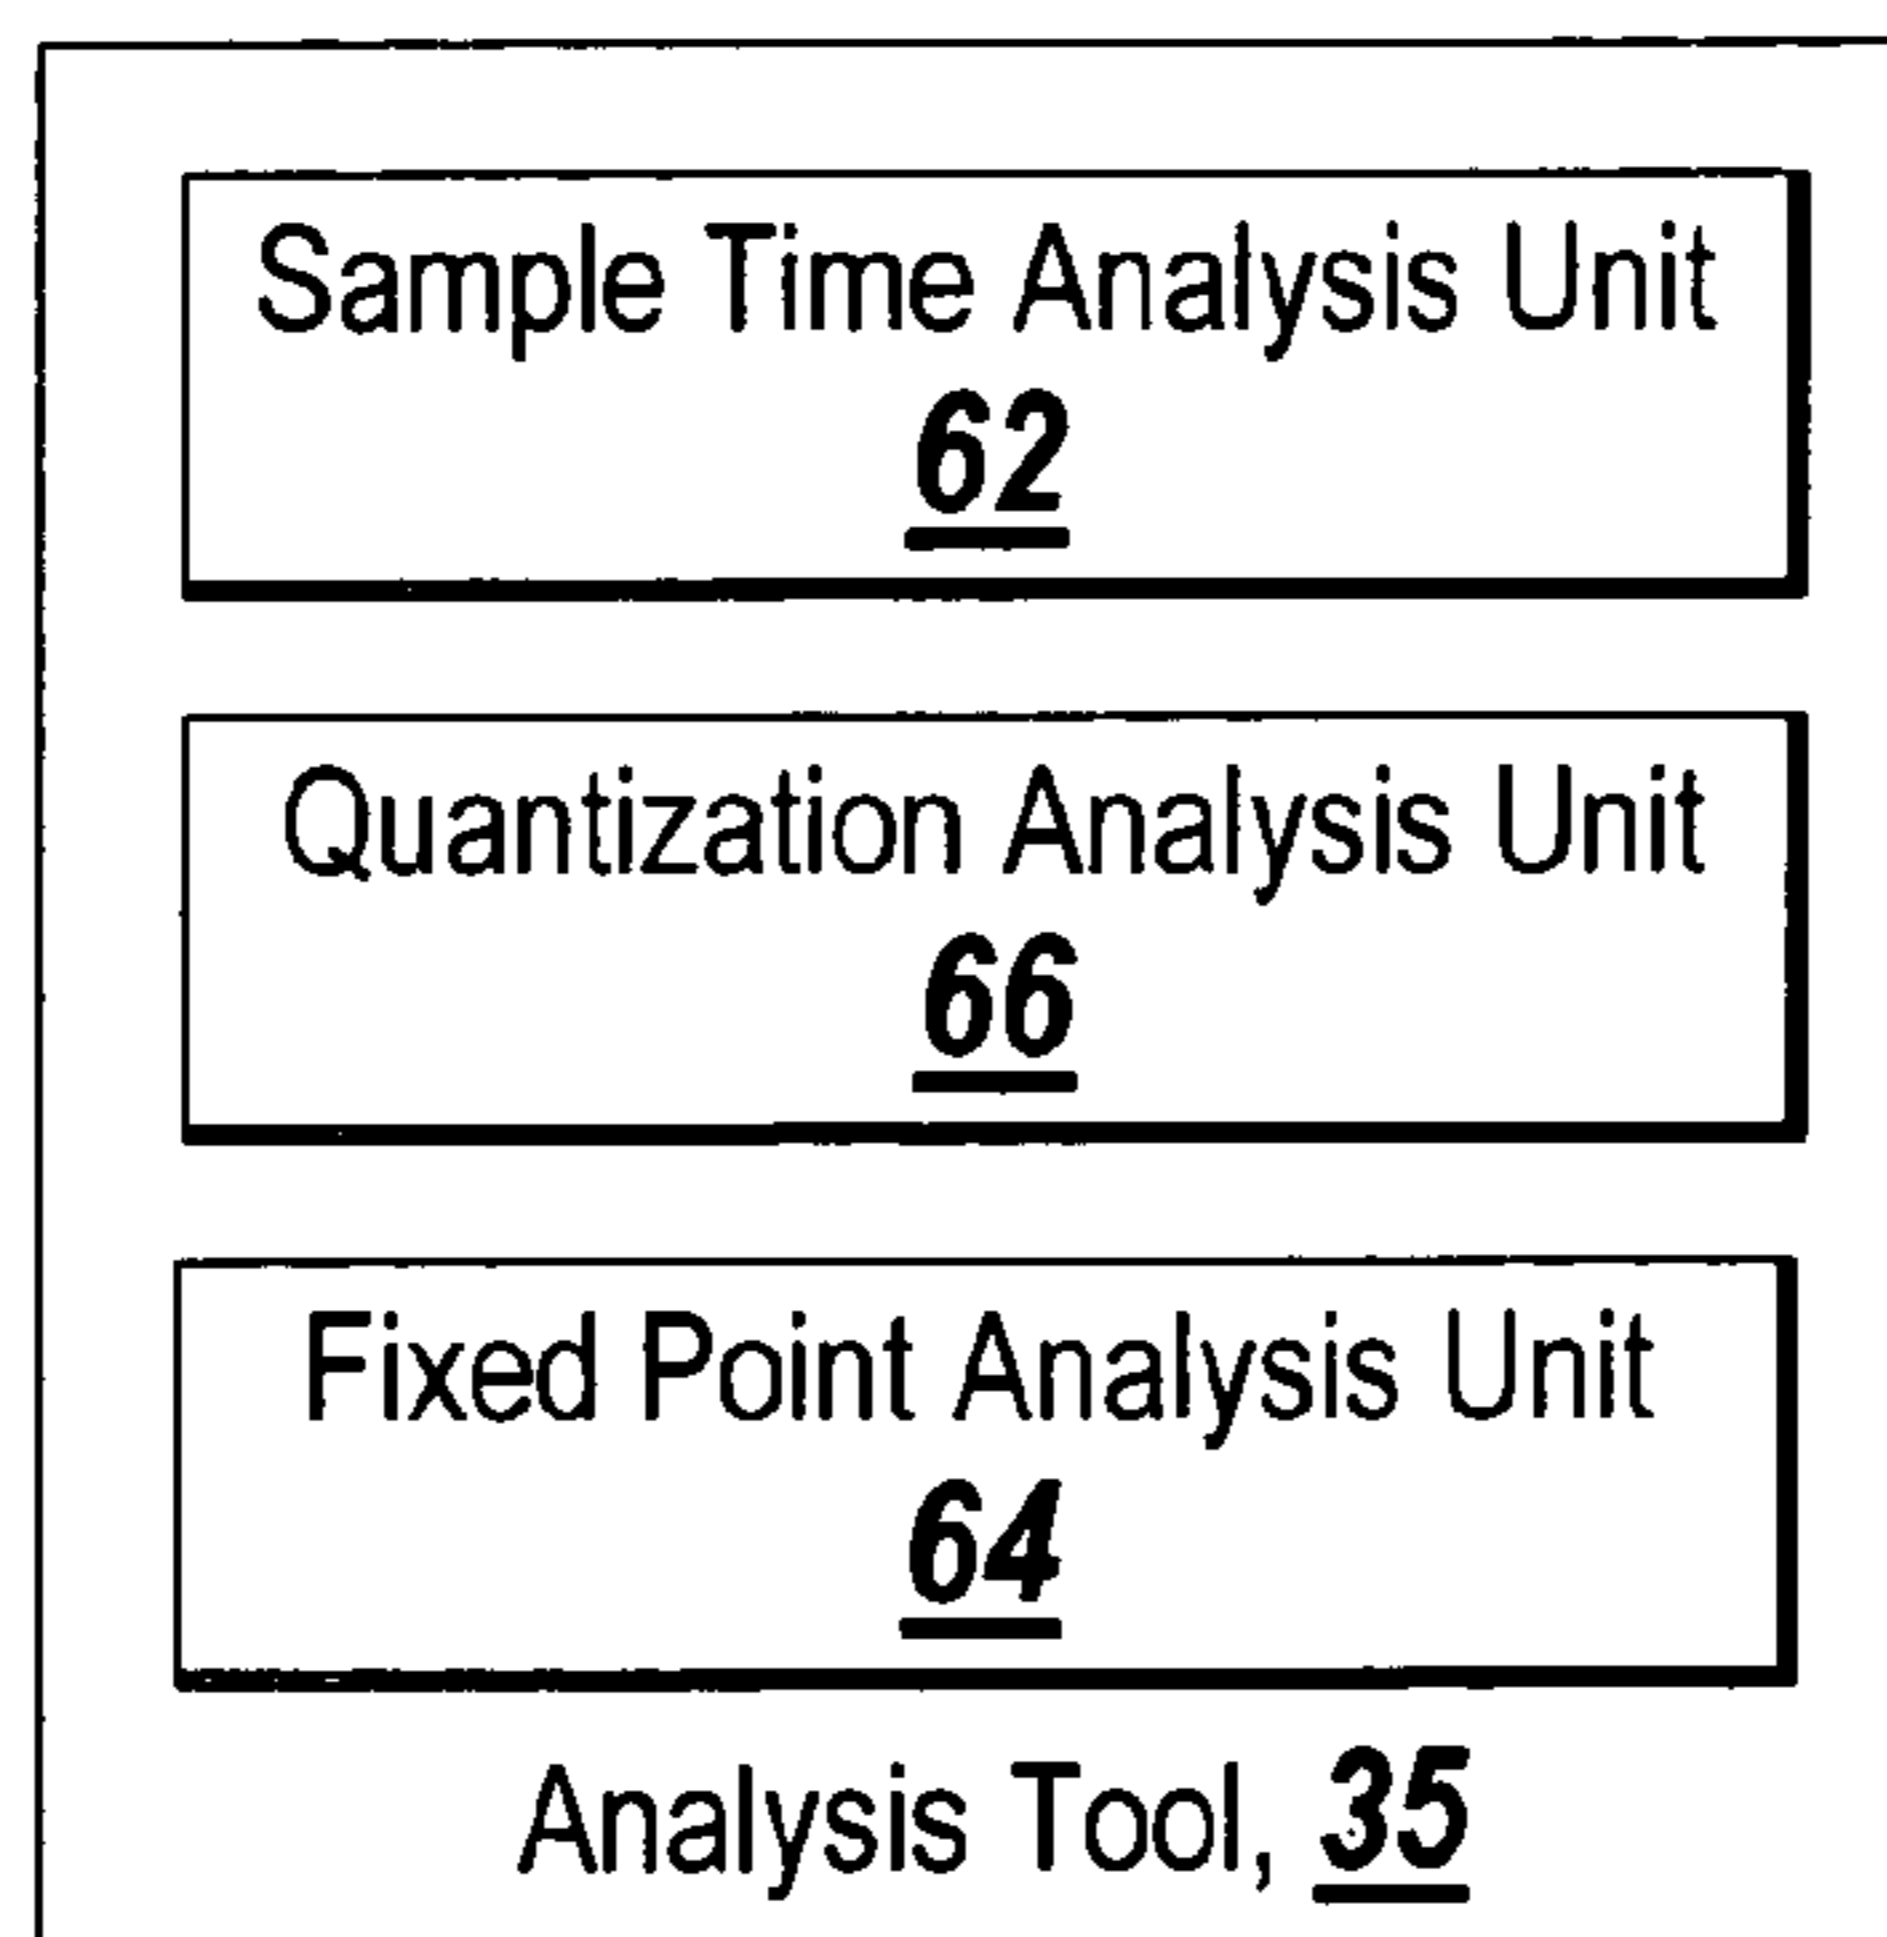 Sample Time Analysis Unit
62
Quantization Analysis Unit
66
Fixed Point Analysis Unit
64
Analysis Tool, 35